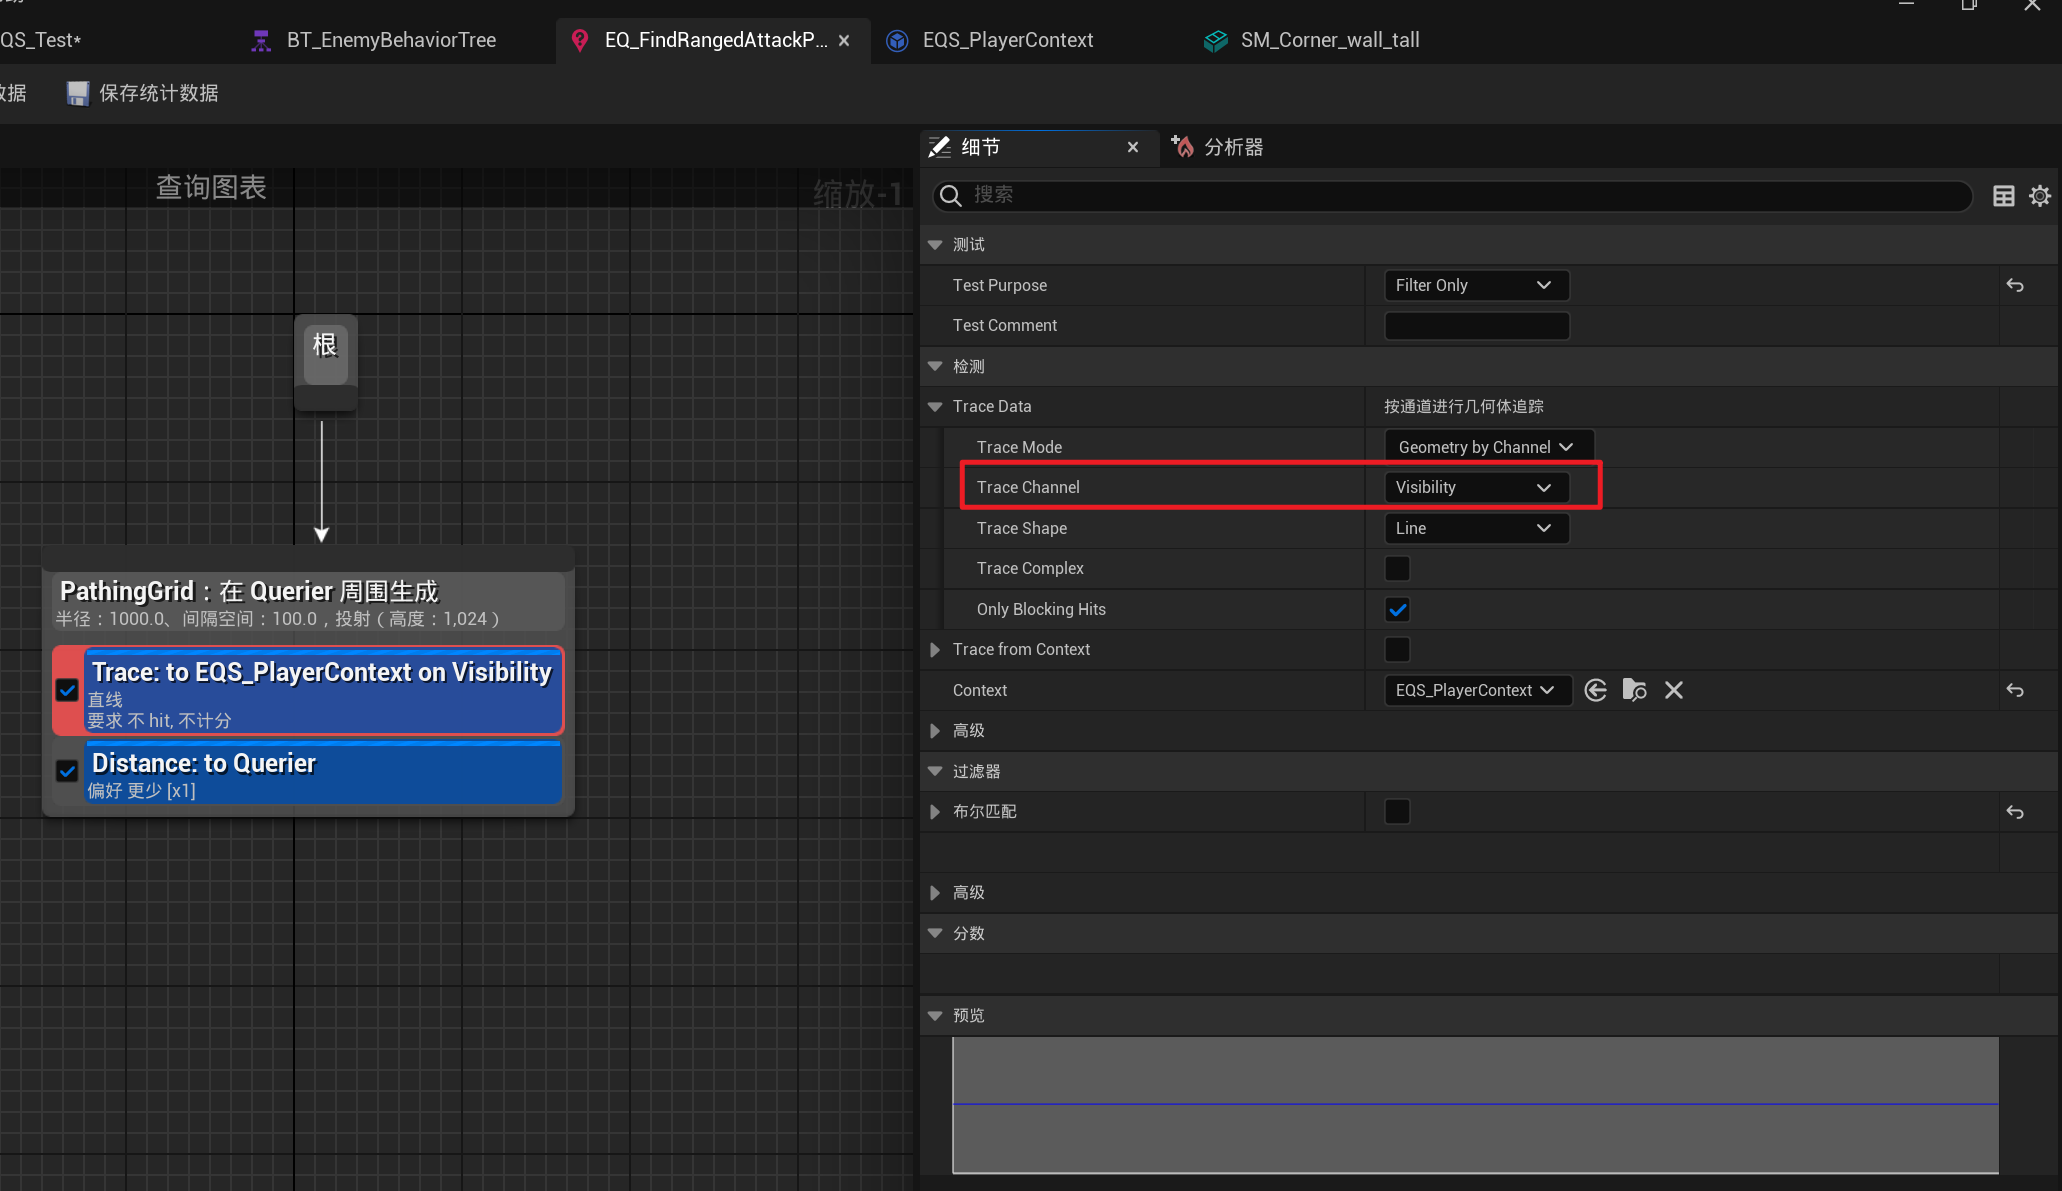 QS_Test*
BT_EnemyBehaviorTree
EQ_FindRangedAttackP...
EQS_PlayerContext
SM_Corner_wall_tall
数据
保存统计数据
查询图表
缩放-1
根
PathingGrid：在 Querier 周围生成
半径：1000.0、间隔空间：100.0，投射（高度：1,024）
Trace: to EQS_PlayerContext on Visibility
直线
要求 不 hit, 不计分
Distance: to Querier
偏好 更少 [x1]
细节
分析器
搜索
测试
Test Purpose
Filter Only
Test Comment
检测
Trace Data
按通道进行几何体追踪
Trace Mode
Geometry by Channel
Trace Channel
Visibility
Trace Shape
Line
Trace Complex
Only Blocking Hits
Trace from Context
Context
EQS_PlayerContext
高级
过滤器
布尔匹配
高级
分数
预览